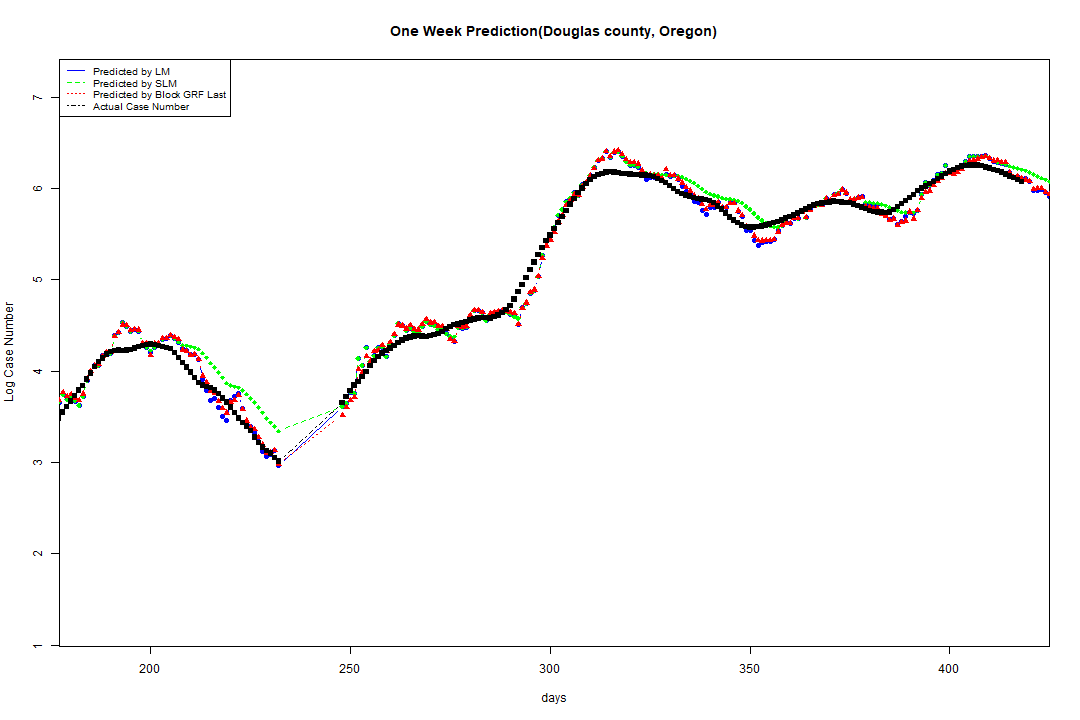 One Week Prediction(Douglas county, Oregon)
Predicted by LM
Predicted by SLM
Predicted by Block GRF Last
Actual Case Number
7
6
5
4
3
2
1
Log Case Number
200 250 300 350 400
days